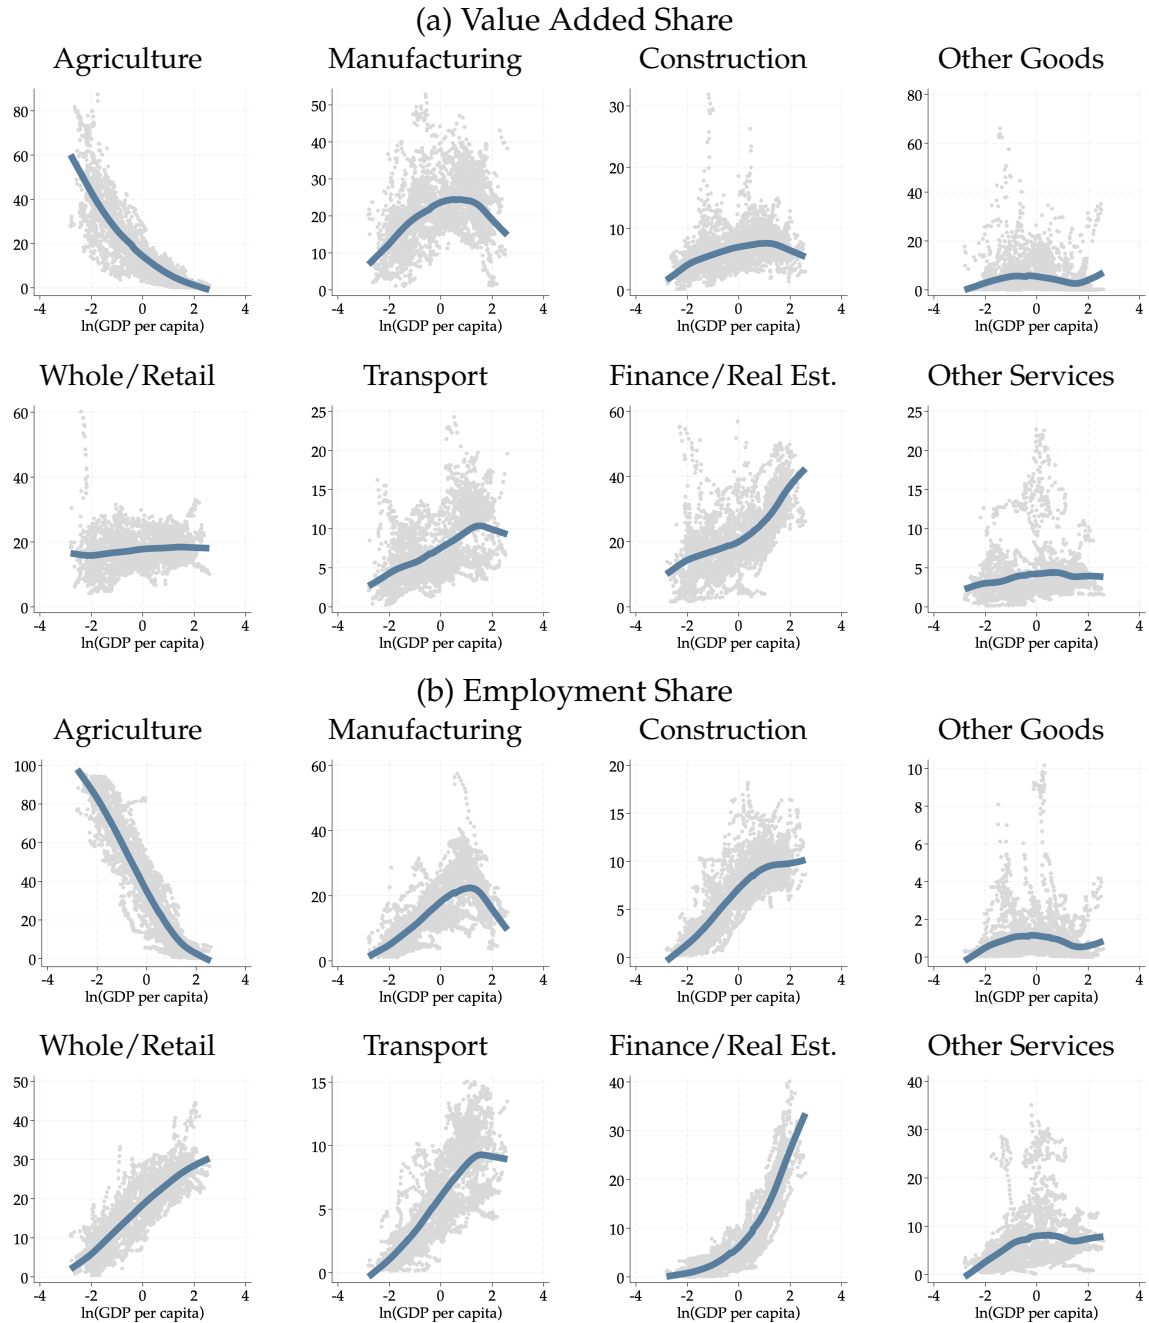 (a) Value Added Share
Agriculture Manufacturing Construction Other Goods
80 50 30 80
60 40 60
40 30 20 40
20 20 10 20
10
0 0 0 0
-4 -2 0 2 4 -4 -2 0 2 4 -4 -2 0 2 4 -4 -2 0 2 4
ln(GDP per capita) ln(GDP per capita) ln(GDP per capita) ln(GDP per capita)
Whole/Retail Transport Finance/Real Est. Other Services
60 25 60 25
20 20
40 15 40 15
20 10 20 10
5 5
0 0 0 0
-4 -2 0 2 4 -4 -2 0 2 4 -4 -2 0 2 4 -4 -2 0 2 4
ln(GDP per capita) ln(GDP per capita) ln(GDP per capita) ln(GDP per capita)
(b) Employment Share
Agriculture Manufacturing Construction Other Goods
100 60 20 10
80 15 8
60 40 6
40 10 4
20 20 5 2
0 0 0 0
-4 -2 0 2 4 -4 -2 0 2 4 -4 -2 0 2 4 -4 -2 0 2 4
ln(GDP per capita) ln(GDP per capita) ln(GDP per capita) ln(GDP per capita)
Whole/Retail Transport Finance/Real Est. Other Services
50 15 40 40
40 30 30
30 10
20 20 20
10 5 10 10
0 0 0 0
-4 -2 0 2 4 -4 -2 0 2 4 -4 -2 0 2 4 -4 -2 0 2 4
ln(GDP per capita) ln(GDP per capita) ln(GDP per capita) ln(GDP per capita)